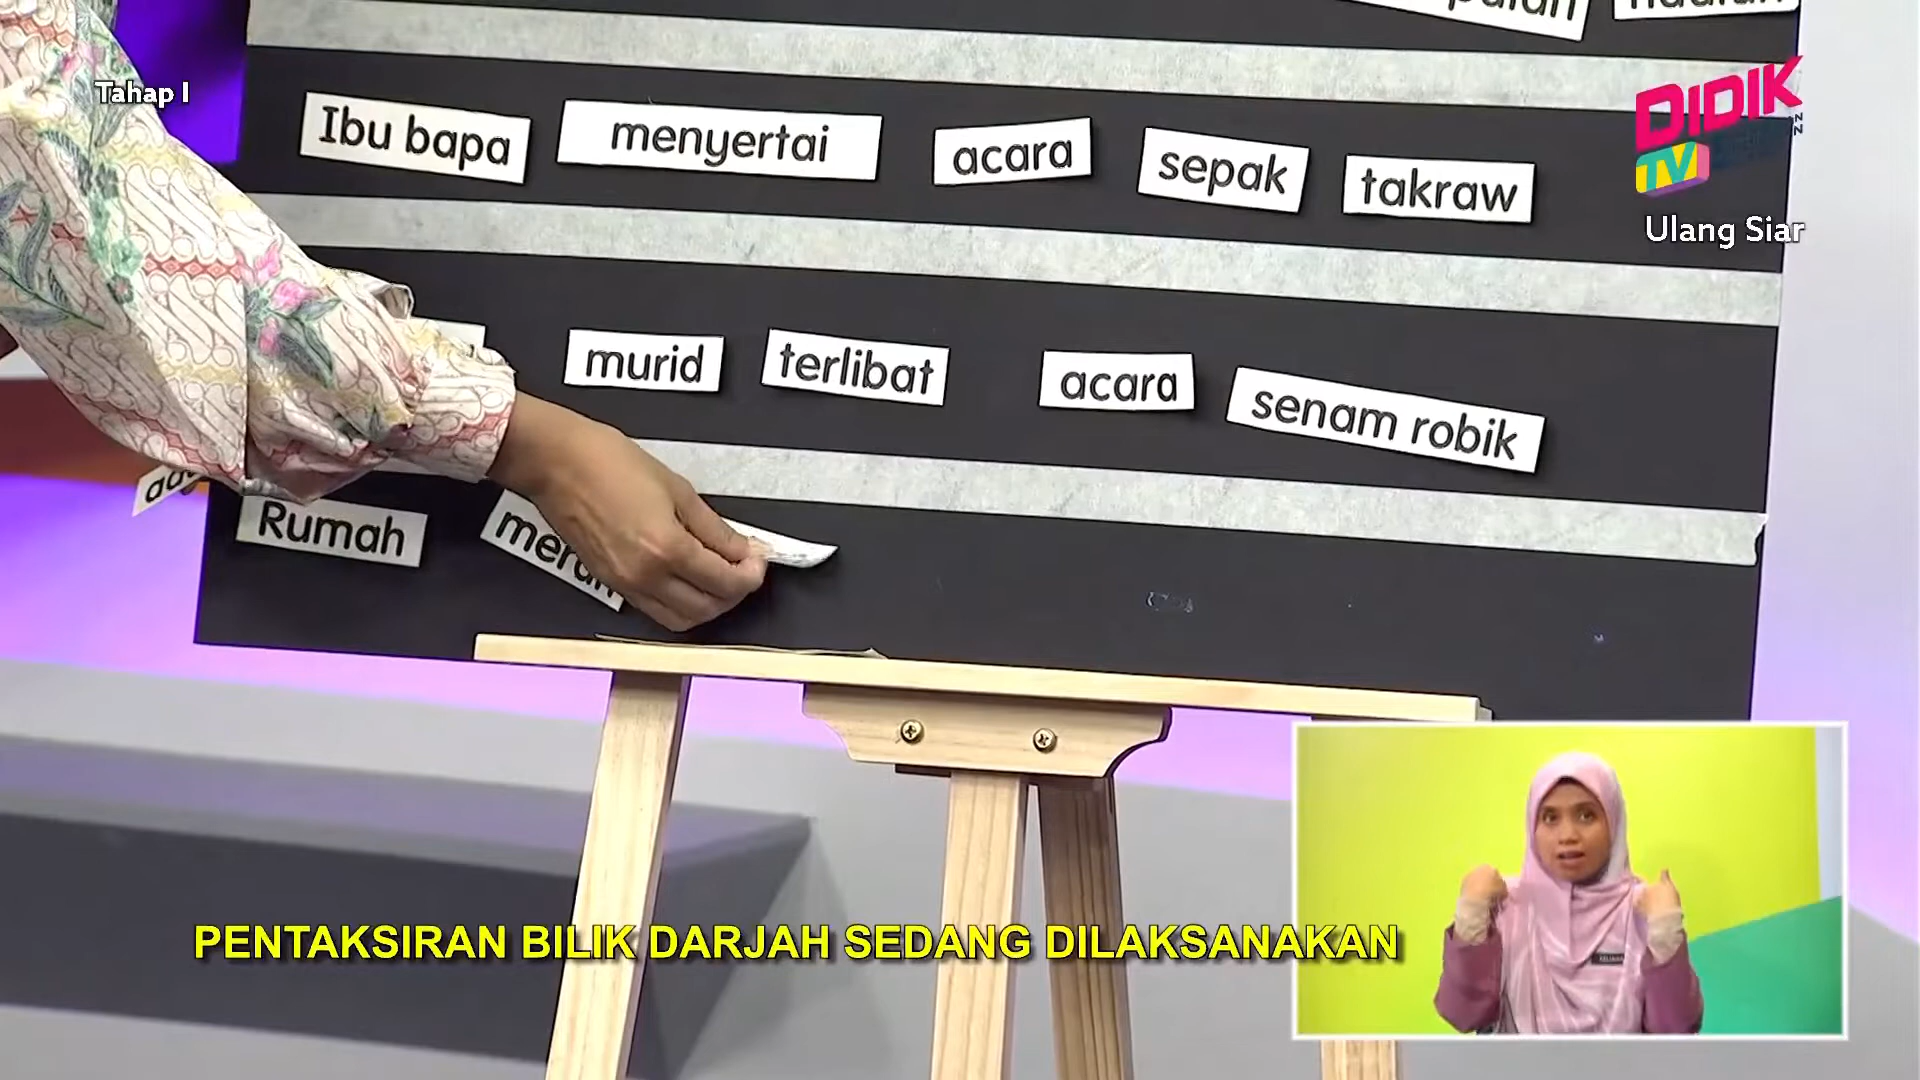 Tahap I
DIDIK
TV
Ulang Siar
Ibu bapa menyertai acara sepak takraw
murid terlibat acara senam robik
Rumah merah
PENTAKSIRAN BILIK DARJAH SEDANG DILAKSANAKAN